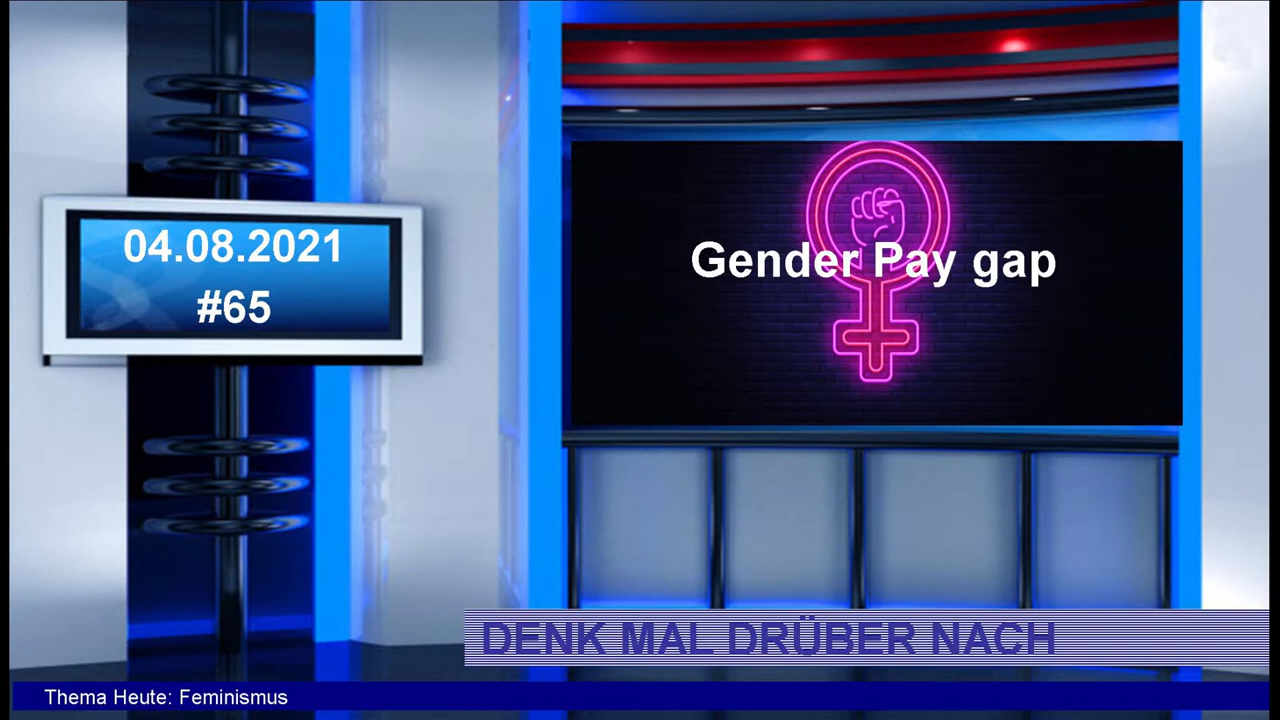 04.08.2021
#65
Gender Pay gap
DENK MAL DRÜBER NACH
Thema Heute: Feminismus